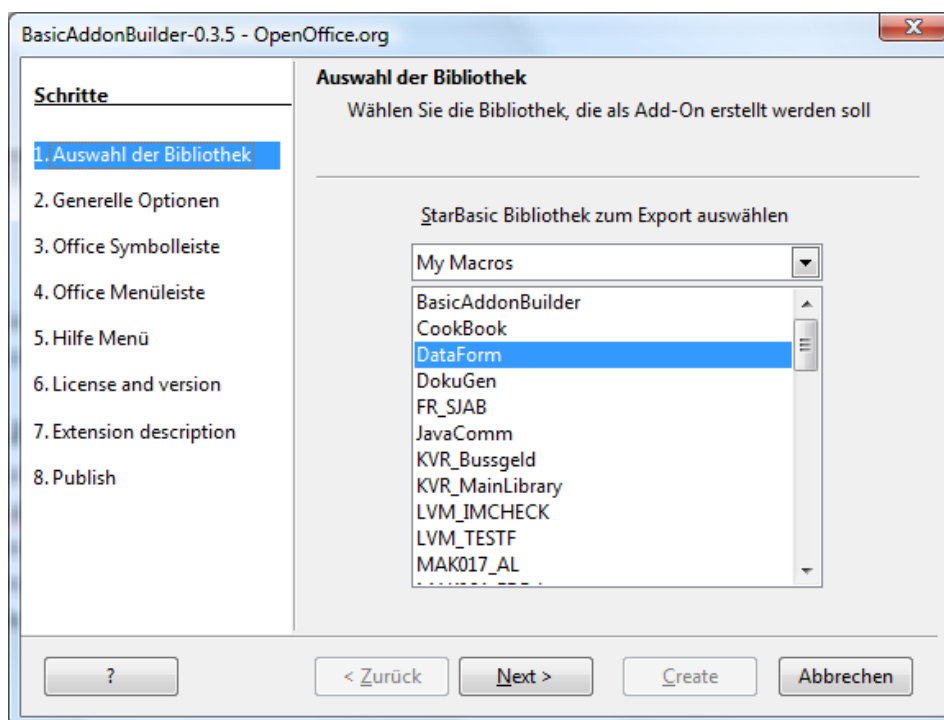 BasicAddonBuilder-0.3.5 - OpenOffice.org
Schritte
1. Auswahl der Bibliothek
2. Generelle Optionen
3. Office Symbolleiste
4. Office Menüleiste
5. Hilfe Menü
6. License and version
7. Extension description
8. Publish
Auswahl der Bibliothek
Wählen Sie die Bibliothek, die als Add-On erstellt werden soll
StarBasic Bibliothek zum Export auswählen
My Macros
BasicAddonBuilder
CookBook
DataForm
DokuGen
FR_SJAB
JavaComm
KVR_Bussgeld
KVR_MainLibrary
LVM_IMCHECK
LVM_TESTF
MAK017_AL
?
< Zurück
Next >
Create
Abbrechen